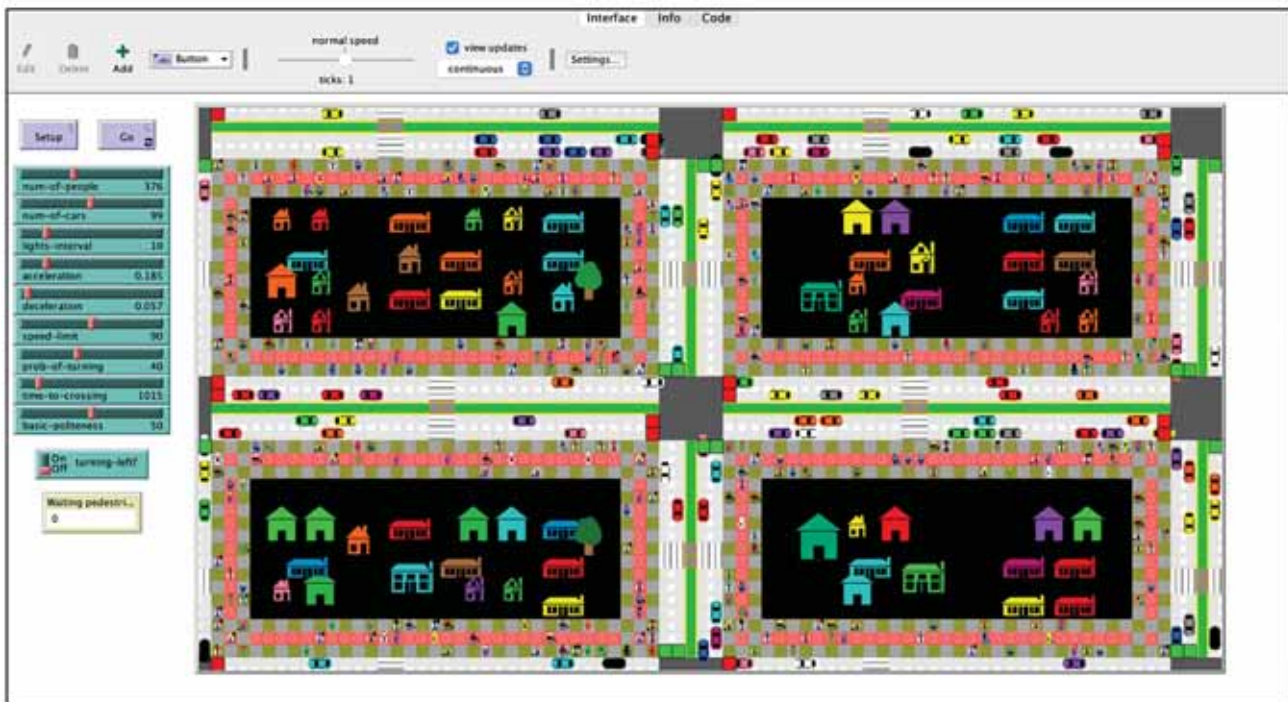 Interface Info Code
Edit Delete Add Button normal speed view updates
ticks: 1 continuous Settings...
Setup Go
num-of-people 376
num-of-cars 99
lights-interval 10
acceleration 0.185
deceleration 0.057
speed-limit 90
prob-of-turning 40
time-to-crossing 1015
basic-politeness 50
On
Off turning-left?
Waiting pedestri...
0